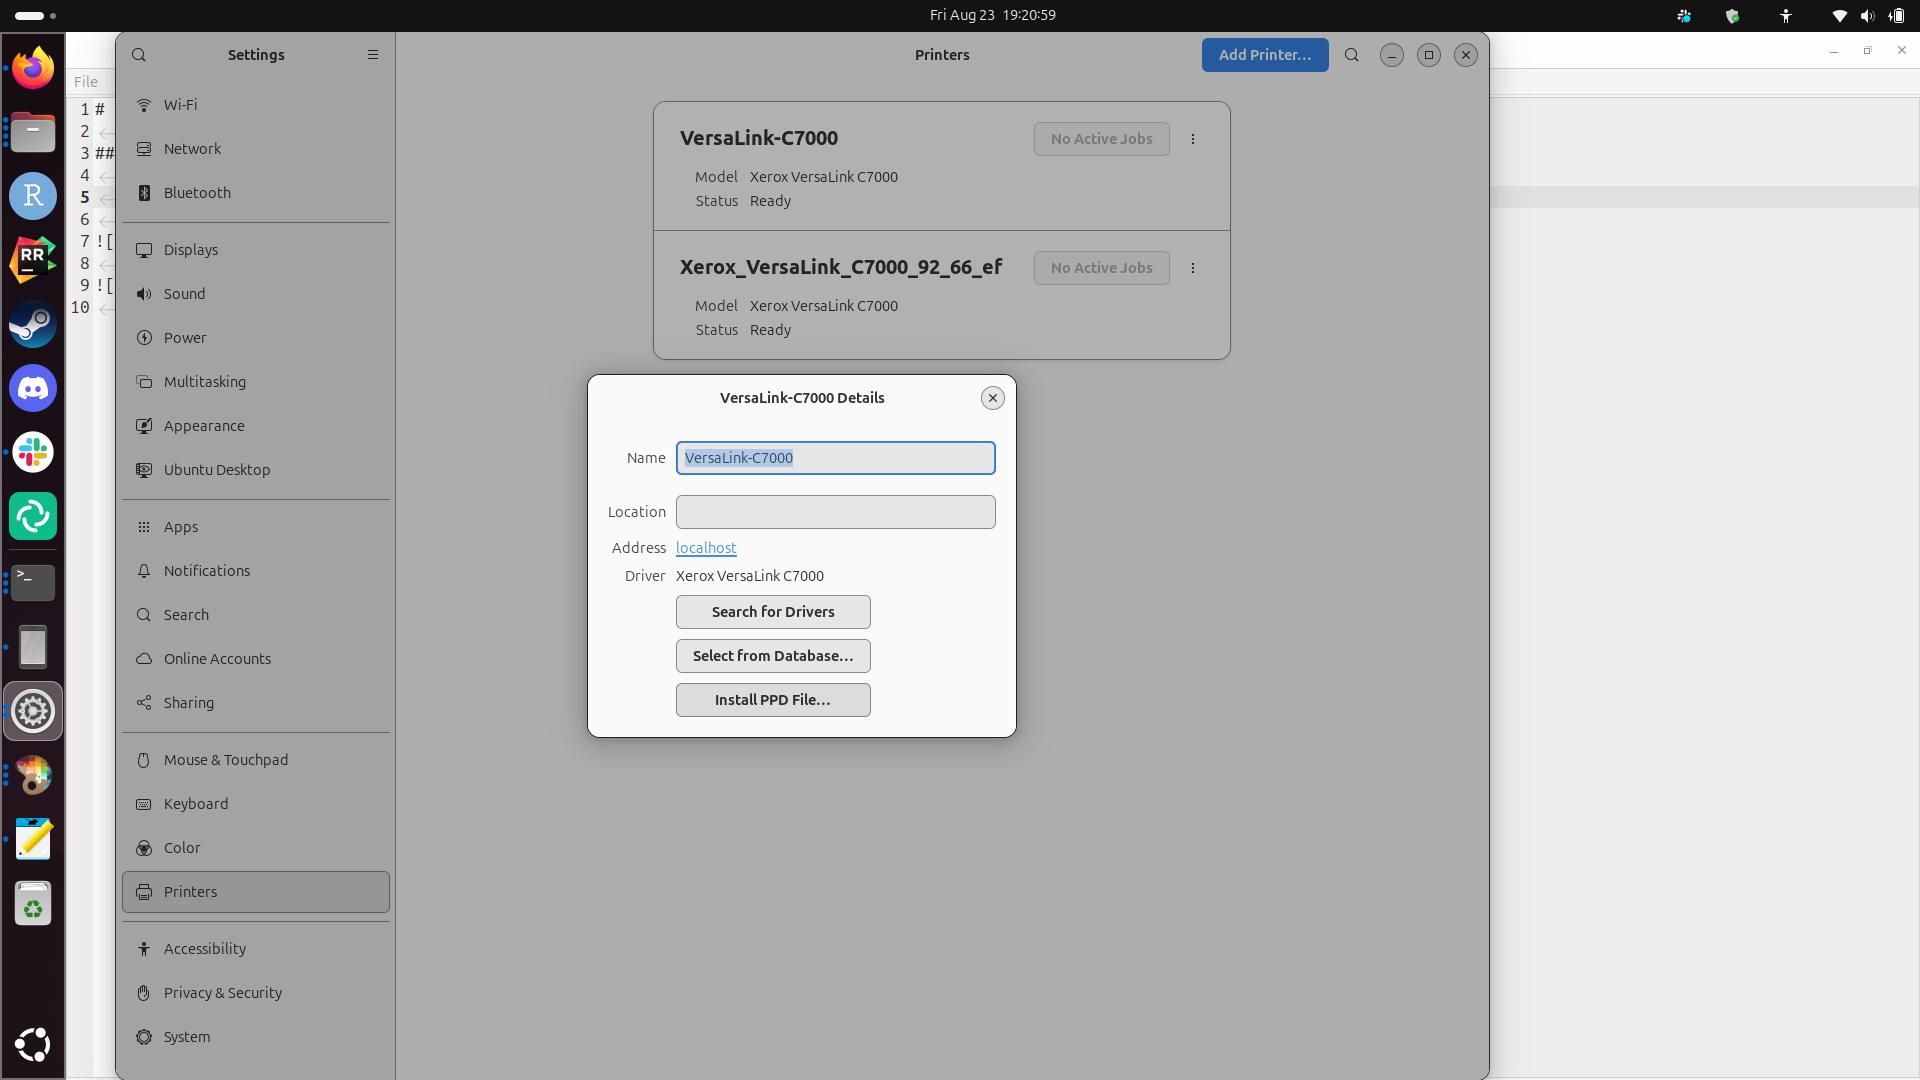 Fri Aug 23 19:20:59
File
1 #
2
3 ##
4
5
6
7 ![
8
9 ![
10
Settings
Wi-Fi
Network
Bluetooth
Displays
Sound
Power
Multitasking
Appearance
Ubuntu Desktop
Apps
Notifications
Search
Online Accounts
Sharing
Mouse & Touchpad
Keyboard
Color
Printers
Accessibility
Privacy & Security
System
Printers
Add Printer…
VersaLink-C7000
No Active Jobs
Model Xerox VersaLink C7000
Status Ready
Xerox_VersaLink_C7000_92_66_ef
No Active Jobs
Model Xerox VersaLink C7000
Status Ready
VersaLink-C7000 Details
Name VersaLink-C7000
Location
Address localhost
Driver Xerox VersaLink C7000
Search for Drivers
Select from Database…
Install PPD File…
R
RR
>_